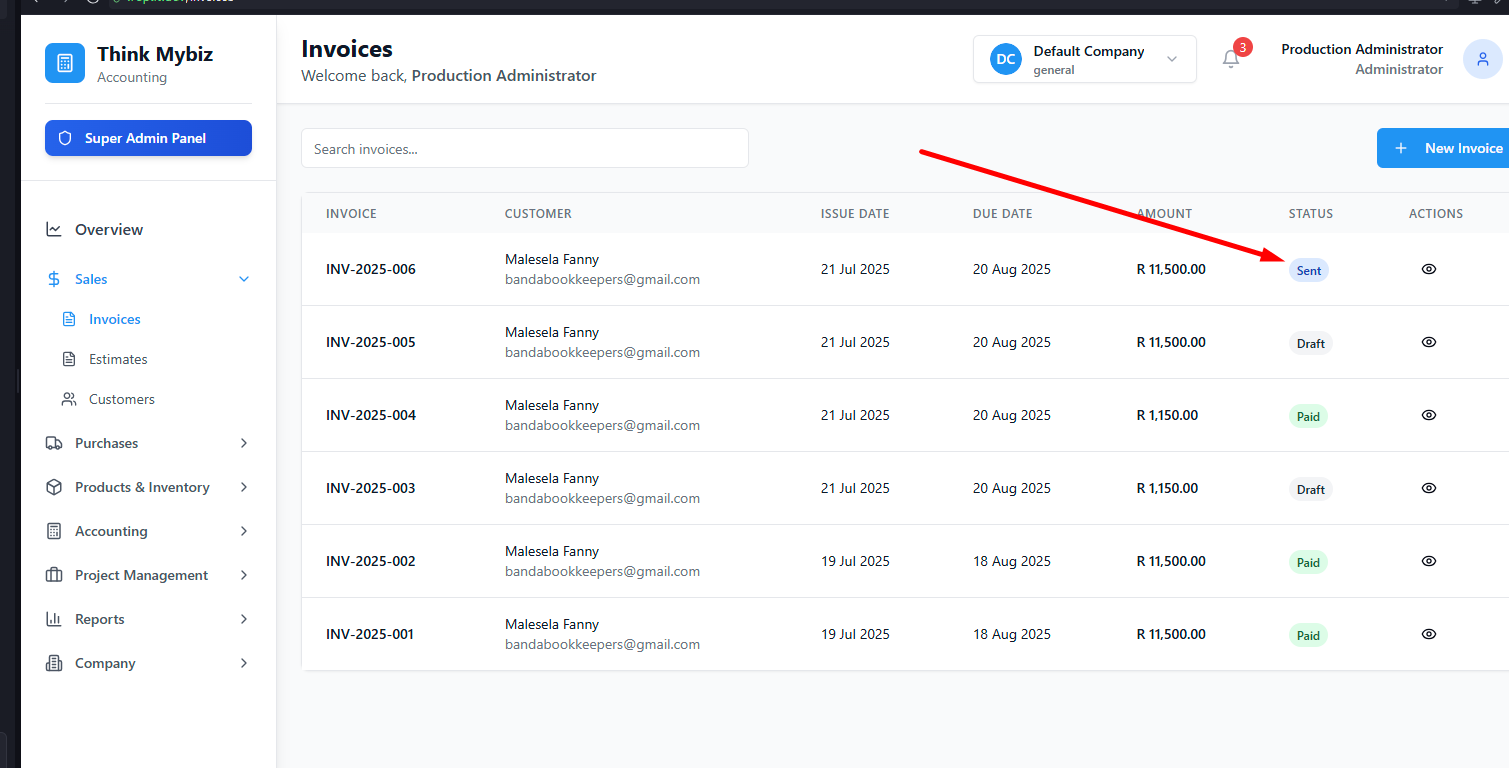 Think Mybiz
Accounting
Super Admin Panel
Overview
Sales
Invoices
Estimates
Customers
Purchases
Products & Inventory
Accounting
Project Management
Reports
Company
Invoices
Welcome back, Production Administrator
DC
Default Company
general
3
Production Administrator
Administrator
Search invoices...
New Invoice
INVOICE CUSTOMER ISSUE DATE DUE DATE AMOUNT STATUS ACTIONS
INV-2025-006 Malesela Fanny 21 Jul 2025 20 Aug 2025 R 11,500.00 Sent
bandabookkeepers@gmail.com
INV-2025-005 Malesela Fanny 21 Jul 2025 20 Aug 2025 R 11,500.00 Draft
bandabookkeepers@gmail.com
INV-2025-004 Malesela Fanny 21 Jul 2025 20 Aug 2025 R 1,150.00 Paid
bandabookkeepers@gmail.com
INV-2025-003 Malesela Fanny 21 Jul 2025 20 Aug 2025 R 1,150.00 Draft
bandabookkeepers@gmail.com
INV-2025-002 Malesela Fanny 19 Jul 2025 18 Aug 2025 R 11,500.00 Paid
bandabookkeepers@gmail.com
INV-2025-001 Malesela Fanny 19 Jul 2025 18 Aug 2025 R 11,500.00 Paid
bandabookkeepers@gmail.com